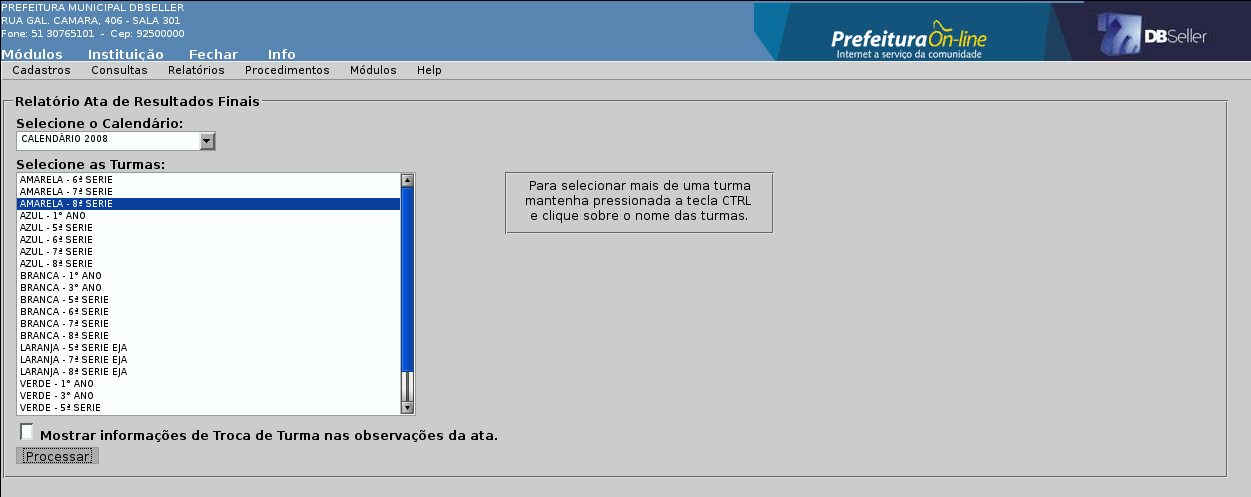 PREFEITURA MUNICIPAL DBSELLER
RUA GAL. CAMARA, 406 - SALA 301
Fone: 51 30765101 - Cep: 92500000
Prefeitura On-line
Internet a serviço da comunidade
DBSeller
Módulos Instituição Fechar Info
Cadastros Consultas Relatórios Procedimentos Módulos Help
Relatório Ata de Resultados Finais
Selecione o Calendário:
CALENDÁRIO 2008
Selecione as Turmas:
AMARELA - 6ª SERIE
AMARELA - 7ª SERIE
AMARELA - 8ª SERIE
AZUL - 1° ANO
AZUL - 5ª SERIE
AZUL - 6ª SERIE
AZUL - 7ª SERIE
AZUL - 8ª SERIE
BRANCA - 1° ANO
BRANCA - 3° ANO
BRANCA - 5ª SERIE
BRANCA - 6ª SERIE
BRANCA - 7ª SERIE
BRANCA - 8ª SERIE
LARANJA - 5ª SERIE EJA
LARANJA - 7ª SERIE EJA
LARANJA - 8ª SERIE EJA
VERDE - 1° ANO
VERDE - 3° ANO
VERDE - 5ª SERIE
Para selecionar mais de uma turma
mantenha pressionada a tecla CTRL
e clique sobre o nome das turmas.
Mostrar informações de Troca de Turma nas observações da ata.
Processar